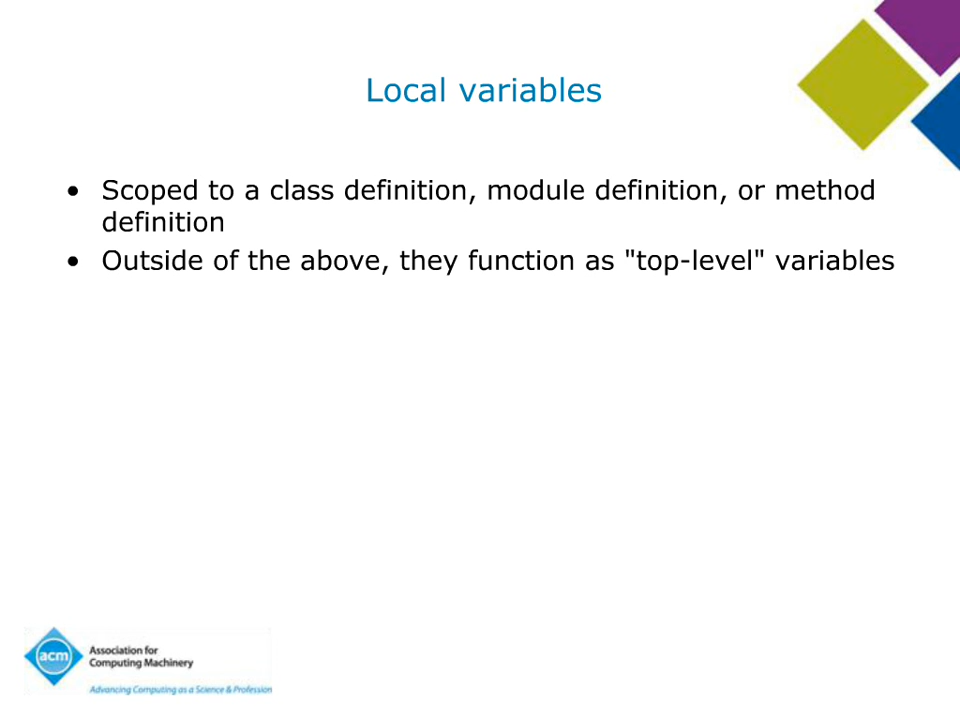 Local variables
• Scoped to a class definition, module definition, or method
definition
• Outside of the above, they function as "top-level" variables
acm
Association for
Computing Machinery
Advancing Computing as a Science & Profession